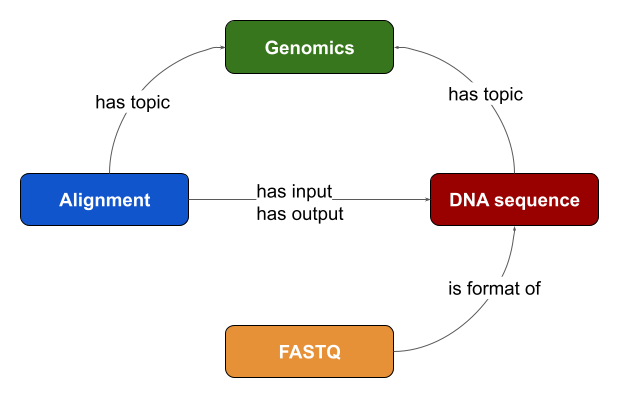 Genomics
has topic
has topic
Alignment
has input
has output
DNA sequence
is format of
FASTQ